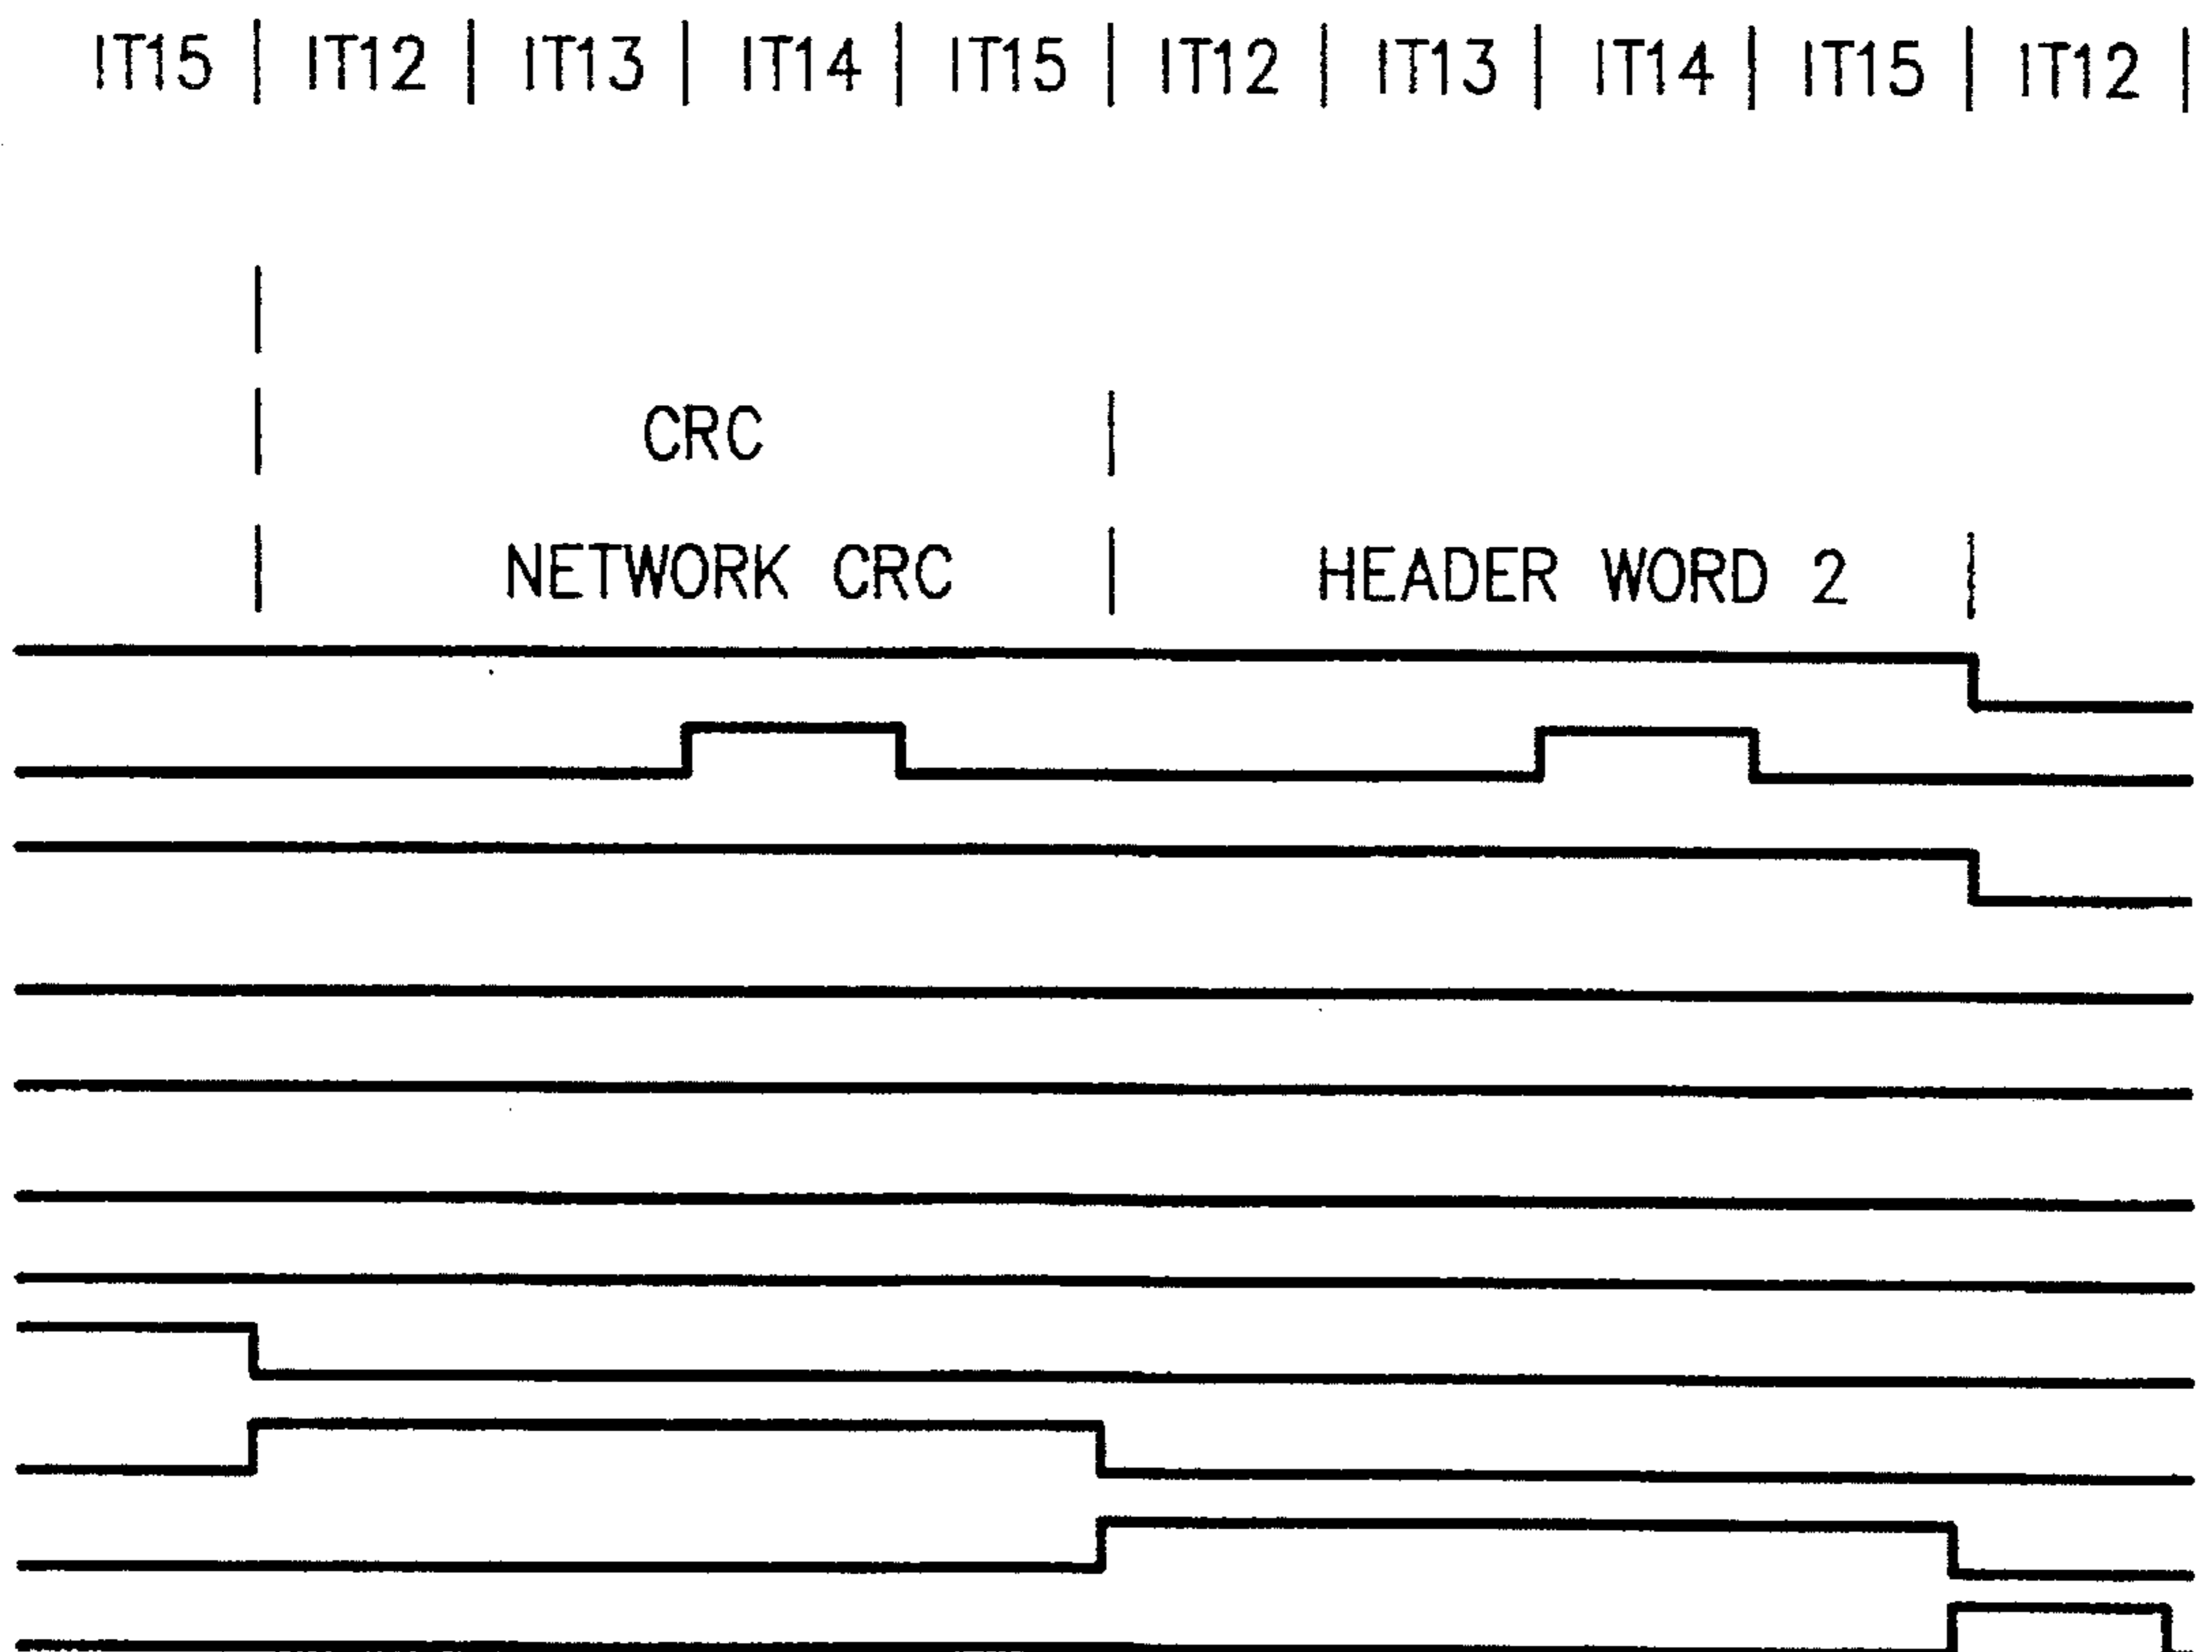 IT15 IT12 IT13 IT14 IT15 IT12 IT13 IT14 IT15 IT12
CRC
NETWORK CRC HEADER WORD 2